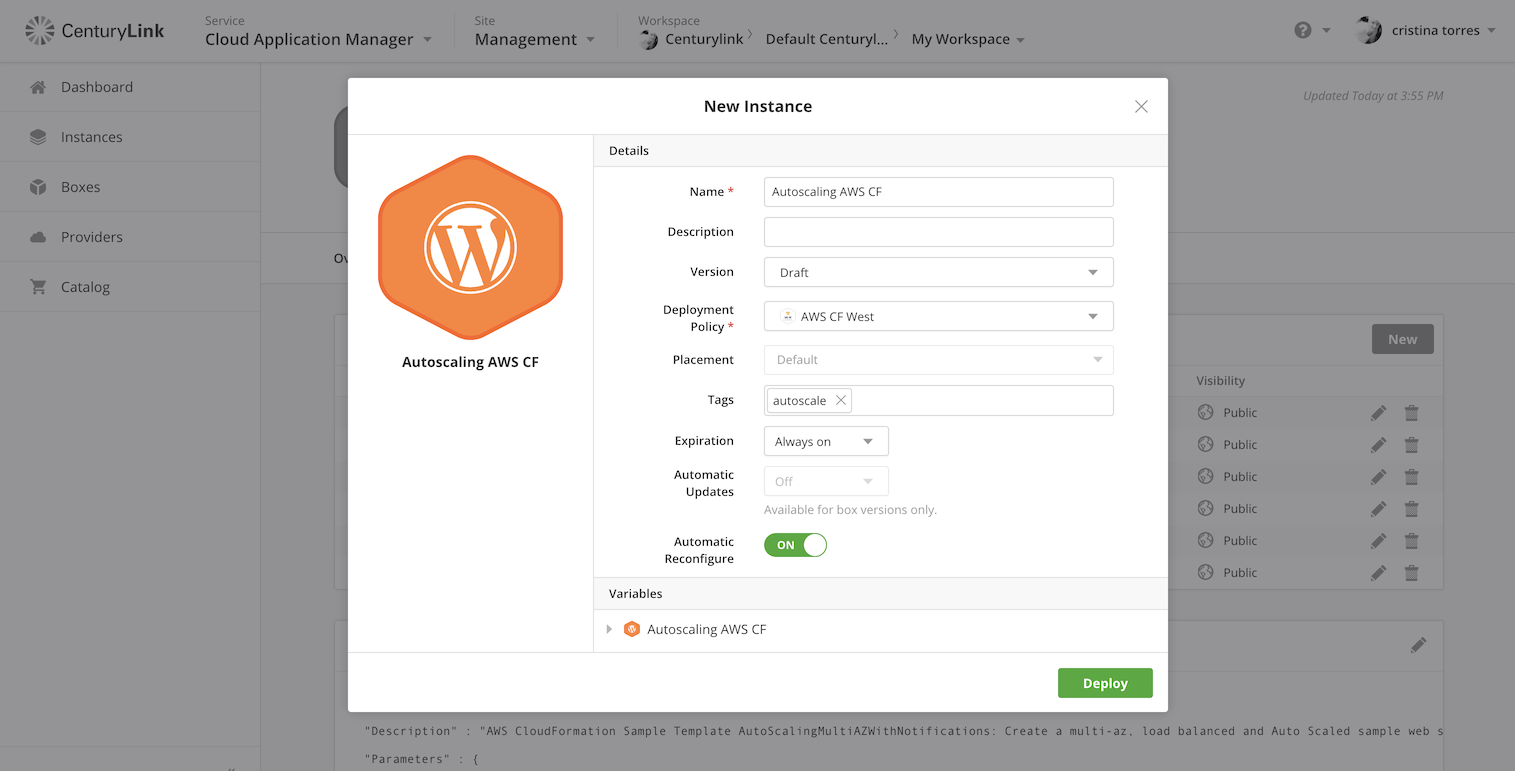 CenturyLink
Service
Cloud Application Manager
Site
Management
Workspace
Centurylink
Default Centuryl...
My Workspace
?
cristina torres
Dashboard
Instances
Boxes
Providers
Catalog
Updated Today at 3:55 PM
New Instance
Autoscaling AWS CF
Details
Name *
Autoscaling AWS CF
Description
Version
Draft
Deployment
Policy *
AWS CF West
Placement
Default
Tags
autoscale
Expiration
Always on
Automatic
Updates
Off
Available for box versions only.
Automatic
Reconfigure
ON
Variables
Autoscaling AWS CF
Deploy
New
Visibility
Public
Public
Public
Public
Public
Public
"Description" : "AWS CloudFormation Sample Template AutoScalingMultiAZWithNotifications: Create a multi-az, load balanced and Auto Scaled sample web s
"Parameters" : {